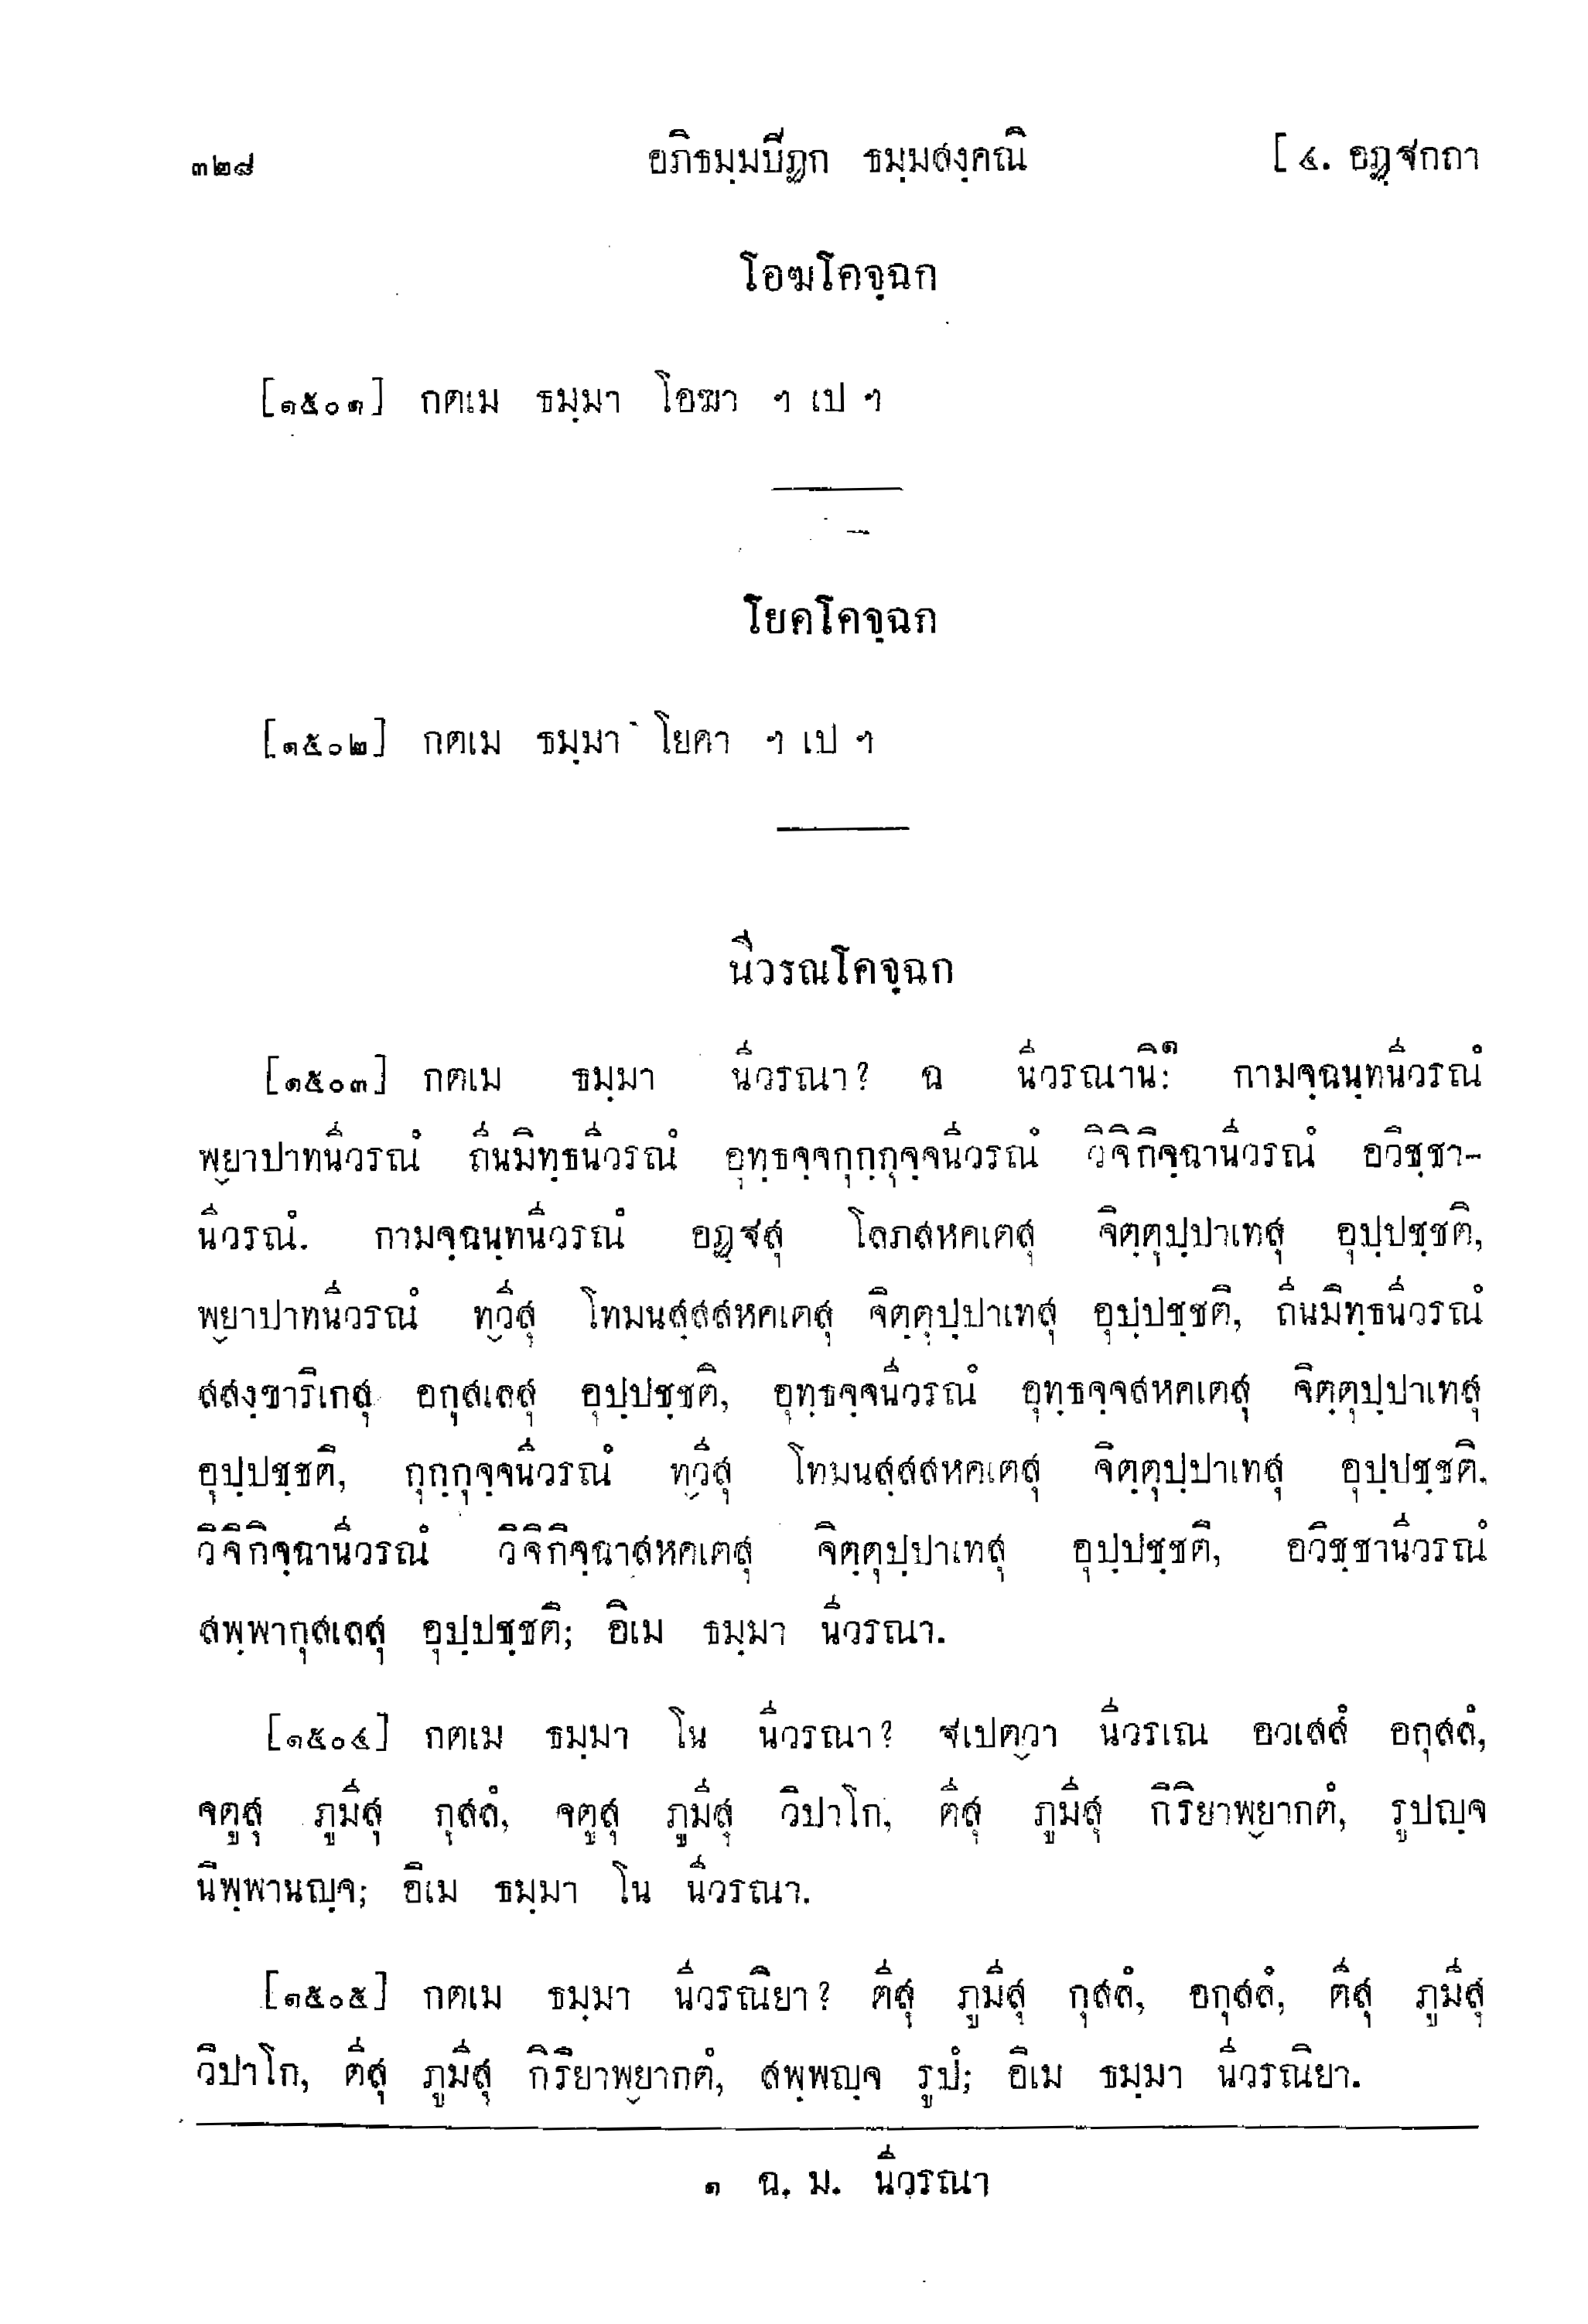 ๓๒๘ อภิธมฺมปิฏก ธมฺมสงฺคณิ [ ๔. อฏฺฐกถา
โอฆโคจฺฉก
[๑๕๐๑] กตเม ธมฺมา โอฆา ฯ เป ฯ
โยคโคจฺฉก
[๑๕๐๒] กตเม ธมฺมา โยคา ฯ เป ฯ
นีวรณโคจฺฉก
[๑๕๐๓] กตเม ธมฺมา นีวรณา? ฉ นีวรณานิ:๑ กามจฺฉนฺทนีวรณํ
พฺยาปาทนีวรณํ ถีนมิทฺธนีวรณํ อุทฺธจฺจกุกฺกุจฺจนีวรณํ วิจิกิจฺฉานีวรณํ อวิชฺชา-
นีวรณํ. กามจฺฉนฺทนีวรณํ อฏฺฐสุ โลภสหคเตสุ จิตฺตุปฺปาเทสุ อุปฺปชฺชติ,
พฺยาปาทนีวรณํ ทฺวีสุ โทมนสฺสสหคเตสุ จิตฺตุปฺปาเทสุ อุปฺปชฺชติ, ถีนมิทฺธนีวรณํ
สสงฺขาริเกสุ อกุสเลสุ อุปฺปชฺชติ, อุทฺธจฺจนีวรณํ อุทฺธจฺจสหคเตสุ จิตฺตุปฺปาเทสุ
อุปฺปชฺชติ, กุกฺกุจฺจนีวรณํ ทฺวีสุ โทมนสฺสสหคเตสุ จิตฺตุปฺปาเทสุ อุปฺปชฺชติ,
วิจิกิจฺฉานีวรณํ วิจิกิจฺฉาสหคเตสุ จิตฺตุปฺปาเทสุ อุปฺปชฺชติ, อวิชฺชานีวรณํ
สพฺพากุสเลสุ อุปฺปชฺชติ; อิเม ธมฺมา นีวรณา.
[๑๕๐๔] กตเม ธมฺมา โน นีวรณา? ฐเปตฺวา นีวรเณ อวเสสํ อกุสลํ,
จตูสุ ภูมีสุ กุสลํ, จตูสุ ภูมีสุ วิปาโก, ตีสุ ภูมีสุ กิริยาพฺยากตํ, รูปญฺจ
นิพฺพานญฺจ; อิเม ธมฺมา โน นีวรณา.
[๑๕๐๕] กตเม ธมฺมา นีวรณิยา? ตีสุ ภูมีสุ กุสลํ, อกุสลํ, ตีสุ ภูมีสุ
วิปาโก, ตีสุ ภูมีสุ กิริยาพฺยากตํ, สพฺพญฺจ รูปํ; อิเม ธมฺมา นีวรณิยา.
๑ ฉ. ม. นีวรณา